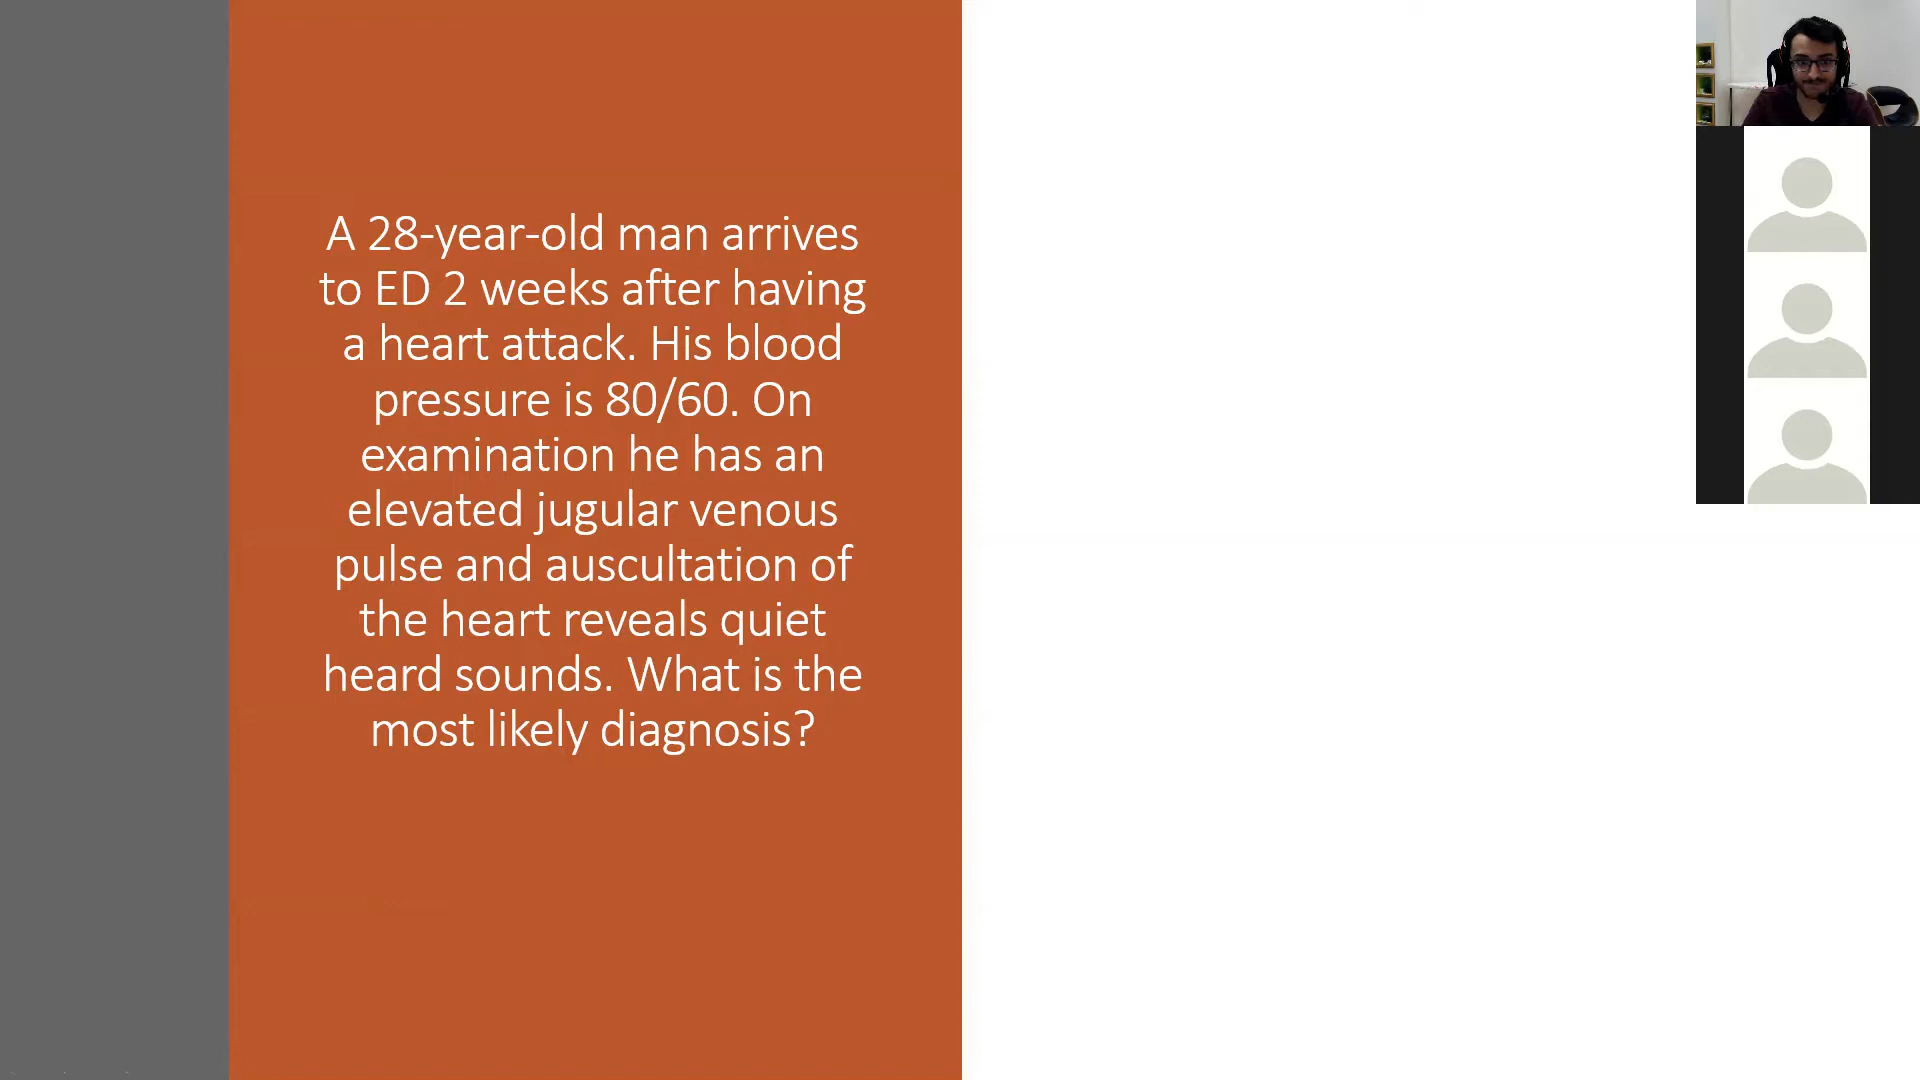 A 28-year-old man arrives
to ED 2 weeks after having
a heart attack. His blood
pressure is 80/60. On
examination he has an
elevated jugular venous
pulse and auscultation of
the heart reveals quiet
heard sounds. What is the
most likely diagnosis?